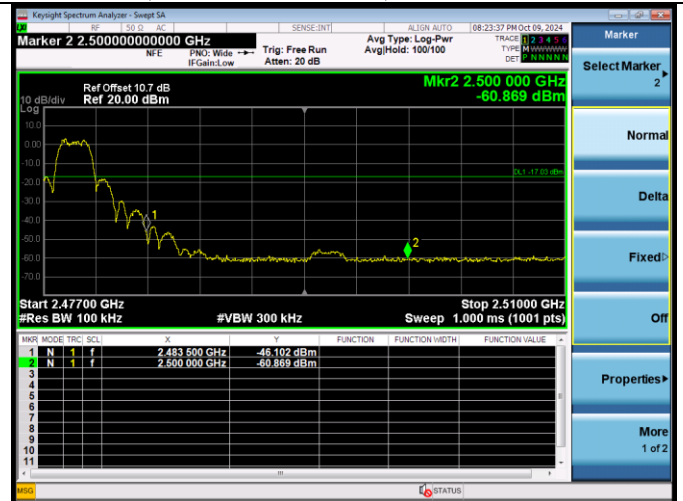 Keysight Spectrum Analyzer - Swept SA
RF 50 Ω AC SENSE:INT ALIGN AUTO 08:23:37 PM Oct 09, 2024
Marker 2 2.500000000000 GHz
NFE PNO: Wide Trig: Free Run Avg Type: Log-Pwr TRACE 1 2 3 4 5 6
IFGain:Low Atten: 20 dB Avg|Hold: 100/100 TYPE M WWWWW
DET P NNNNN
Marker
Select Marker
2
Normal
Delta
Fixed
Off
Properties
More
1 of 2
Mkr2 2.500 000 GHz
-60.869 dBm
Ref Offset 10.7 dB
10 dB/div Ref 20.00 dBm
Log
10.0
0.00
-10.0
DL1 -17.03 dBm
-20.0
-30.0
-40.0
1
-50.0
2
-60.0
-70.0
Start 2.47700 GHz Stop 2.51000 GHz
#Res BW 100 kHz #VBW 300 kHz Sweep 1.000 ms (1001 pts)
MKR MODE TRC SCL X Y FUNCTION FUNCTION WIDTH FUNCTION VALUE
1 N 1 f 2.483 500 GHz -46.102 dBm
2 N 1 f 2.500 000 GHz -60.869 dBm
3
4
5
6
7
8
9
10
11
MSG STATUS